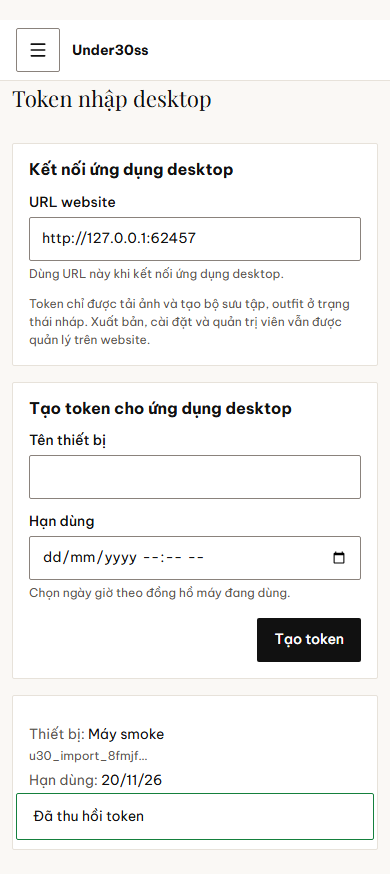 Under30ss
Token nhập desktop
Kết nối ứng dụng desktop
URL website
http://127.0.0.1:62457
Dùng URL này khi kết nối ứng dụng desktop.
Token chỉ được tải ảnh và tạo bộ sưu tập, outfit ở trạng
thái nháp. Xuất bản, cài đặt và quản trị viên vẫn được
quản lý trên website.
Tạo token cho ứng dụng desktop
Tên thiết bị
Hạn dùng
dd/mm/yyyy --:-- --
Chọn ngày giờ theo đồng hồ máy đang dùng.
Tạo token
Thiết bị: Máy smoke
u30_import_8fmjf...
Hạn dùng: 20/11/26
Đã thu hồi token